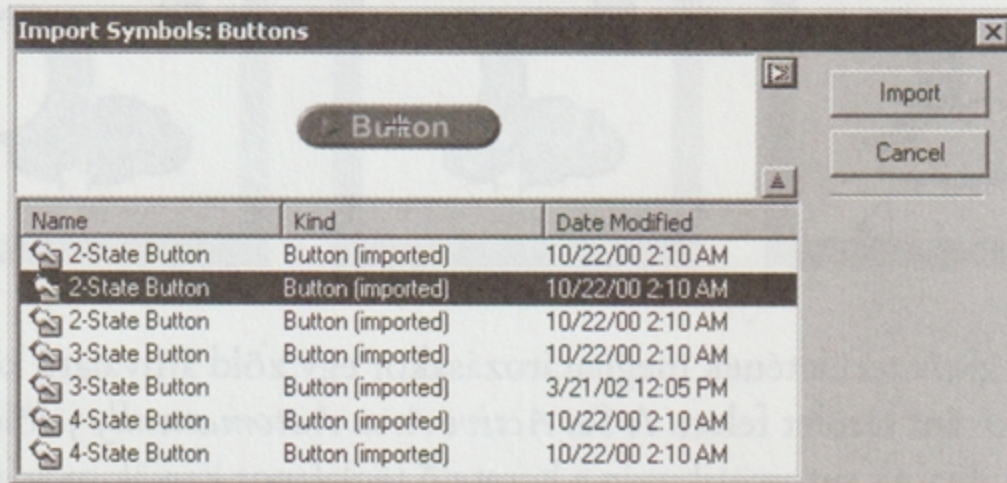 Import Symbols: Buttons
Button
Import
Cancel
Name Kind Date Modified
2-State Button Button (imported) 10/22/00 2:10 AM
2-State Button Button (imported) 10/22/00 2:10 AM
2-State Button Button (imported) 10/22/00 2:10 AM
3-State Button Button (imported) 10/22/00 2:10 AM
3-State Button Button (imported) 3/21/02 12:05 PM
4-State Button Button (imported) 10/22/00 2:10 AM
4-State Button Button (imported) 10/22/00 2:10 AM